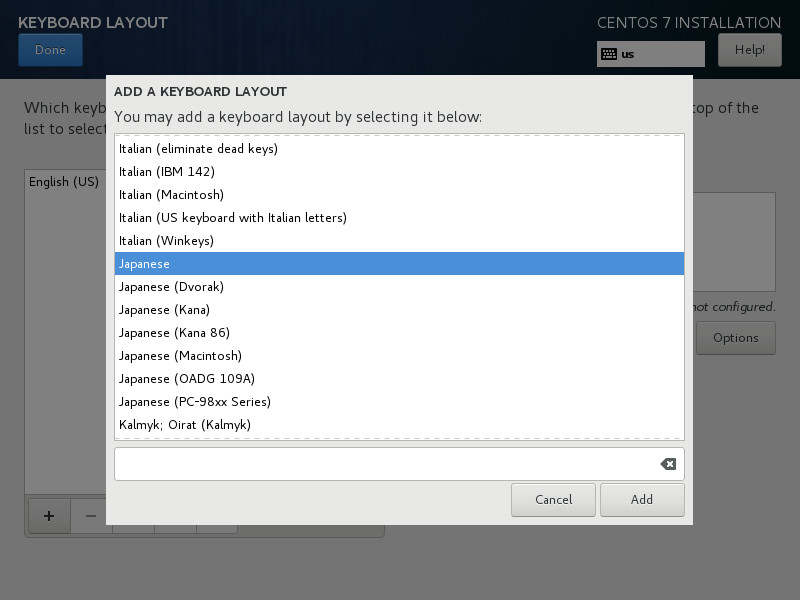 KEYBOARD LAYOUT
CENTOS 7 INSTALLATION
Done
us
Help!
Which keyb
top of the
list to select
ADD A KEYBOARD LAYOUT
You may add a keyboard layout by selecting it below:
Italian (eliminate dead keys)
Italian (IBM 142)
Italian (Macintosh)
Italian (US keyboard with Italian letters)
Italian (Winkeys)
Japanese
Japanese (Dvorak)
Japanese (Kana)
Japanese (Kana 86)
Japanese (Macintosh)
Japanese (OADG 109A)
Japanese (PC-98xx Series)
Kalmyk; Oirat (Kalmyk)
English (US)
not configured.
Options
Cancel
Add